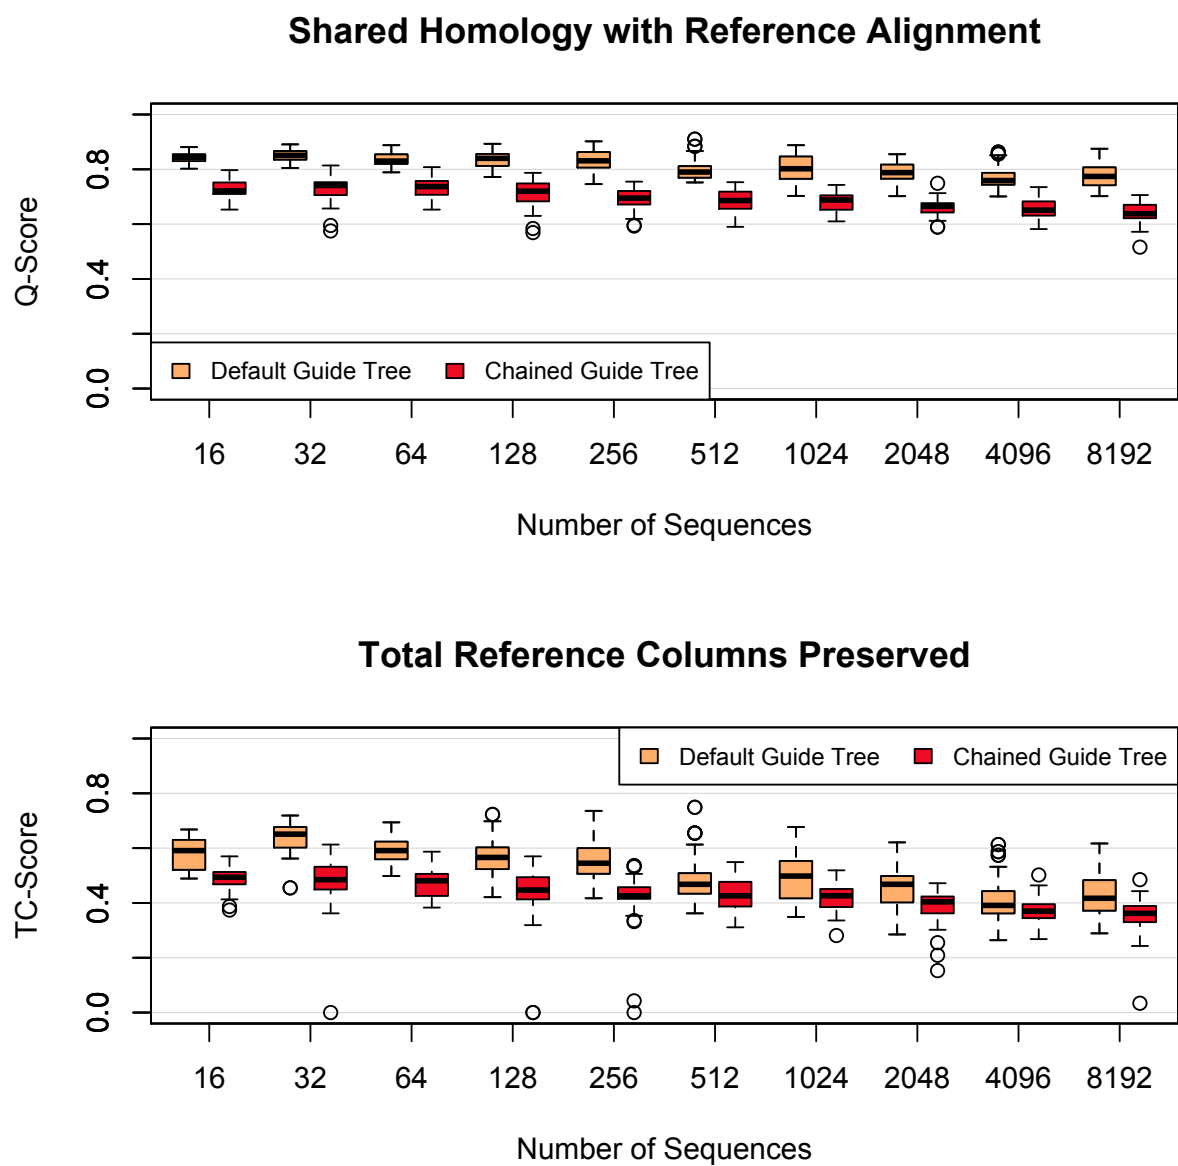 Shared Homology with Reference Alignment
Q-Score
0.8
0.4
0.0
Default Guide Tree Chained Guide Tree
16 32 64 128 256 512 1024 2048 4096 8192
Number of Sequences
Total Reference Columns Preserved
Default Guide Tree Chained Guide Tree
TC-Score
0.8
0.4
0.0
16 32 64 128 256 512 1024 2048 4096 8192
Number of Sequences